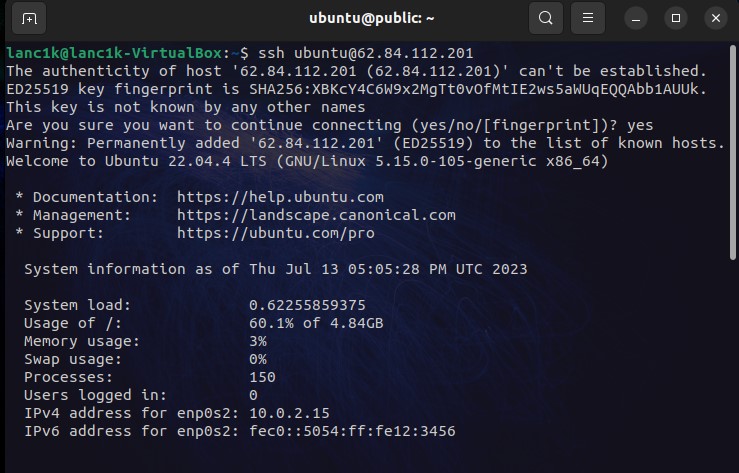 ubuntu@public: ~
lanc1k@lanc1k-VirtualBox:~$ ssh ubuntu@62.84.112.201
The authenticity of host '62.84.112.201 (62.84.112.201)' can't be established.
ED25519 key fingerprint is SHA256:XBKcY4C6W9x2MgTt0vOfMtIE2ws5aWUqEQQAbb1AUUk.
This key is not known by any other names
Are you sure you want to continue connecting (yes/no/[fingerprint])? yes
Warning: Permanently added '62.84.112.201' (ED25519) to the list of known hosts.
Welcome to Ubuntu 22.04.4 LTS (GNU/Linux 5.15.0-105-generic x86_64)
* Documentation: https://help.ubuntu.com
* Management: https://landscape.canonical.com
* Support: https://ubuntu.com/pro
System information as of Thu Jul 13 05:05:28 PM UTC 2023
System load: 0.62255859375
Usage of /: 60.1% of 4.84GB
Memory usage: 3%
Swap usage: 0%
Processes: 150
Users logged in: 0
IPv4 address for enp0s2: 10.0.2.15
IPv6 address for enp0s2: fec0::5054:ff:fe12:3456